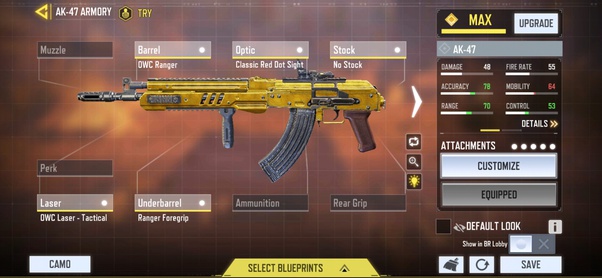 AK-47 ARMORY
TRY
MAX
UPGRADE
Muzzle
Barrel
OWC Ranger
Optic
Classic Red Dot Sight
Stock
No Stock
AK-47
DAMAGE 48
FIRE RATE 55
ACCURACY 78
MOBILITY 64
RANGE 70
CONTROL 53
DETAILS
ATTACHMENTS
CUSTOMIZE
EQUIPPED
Perk
Laser
OWC Laser - Tactical
Underbarrel
Ranger Foregrip
Ammunition
Rear Grip
DEFAULT LOOK
i
Show in BR Lobby
CAMO
SELECT BLUEPRINTS
SAVE